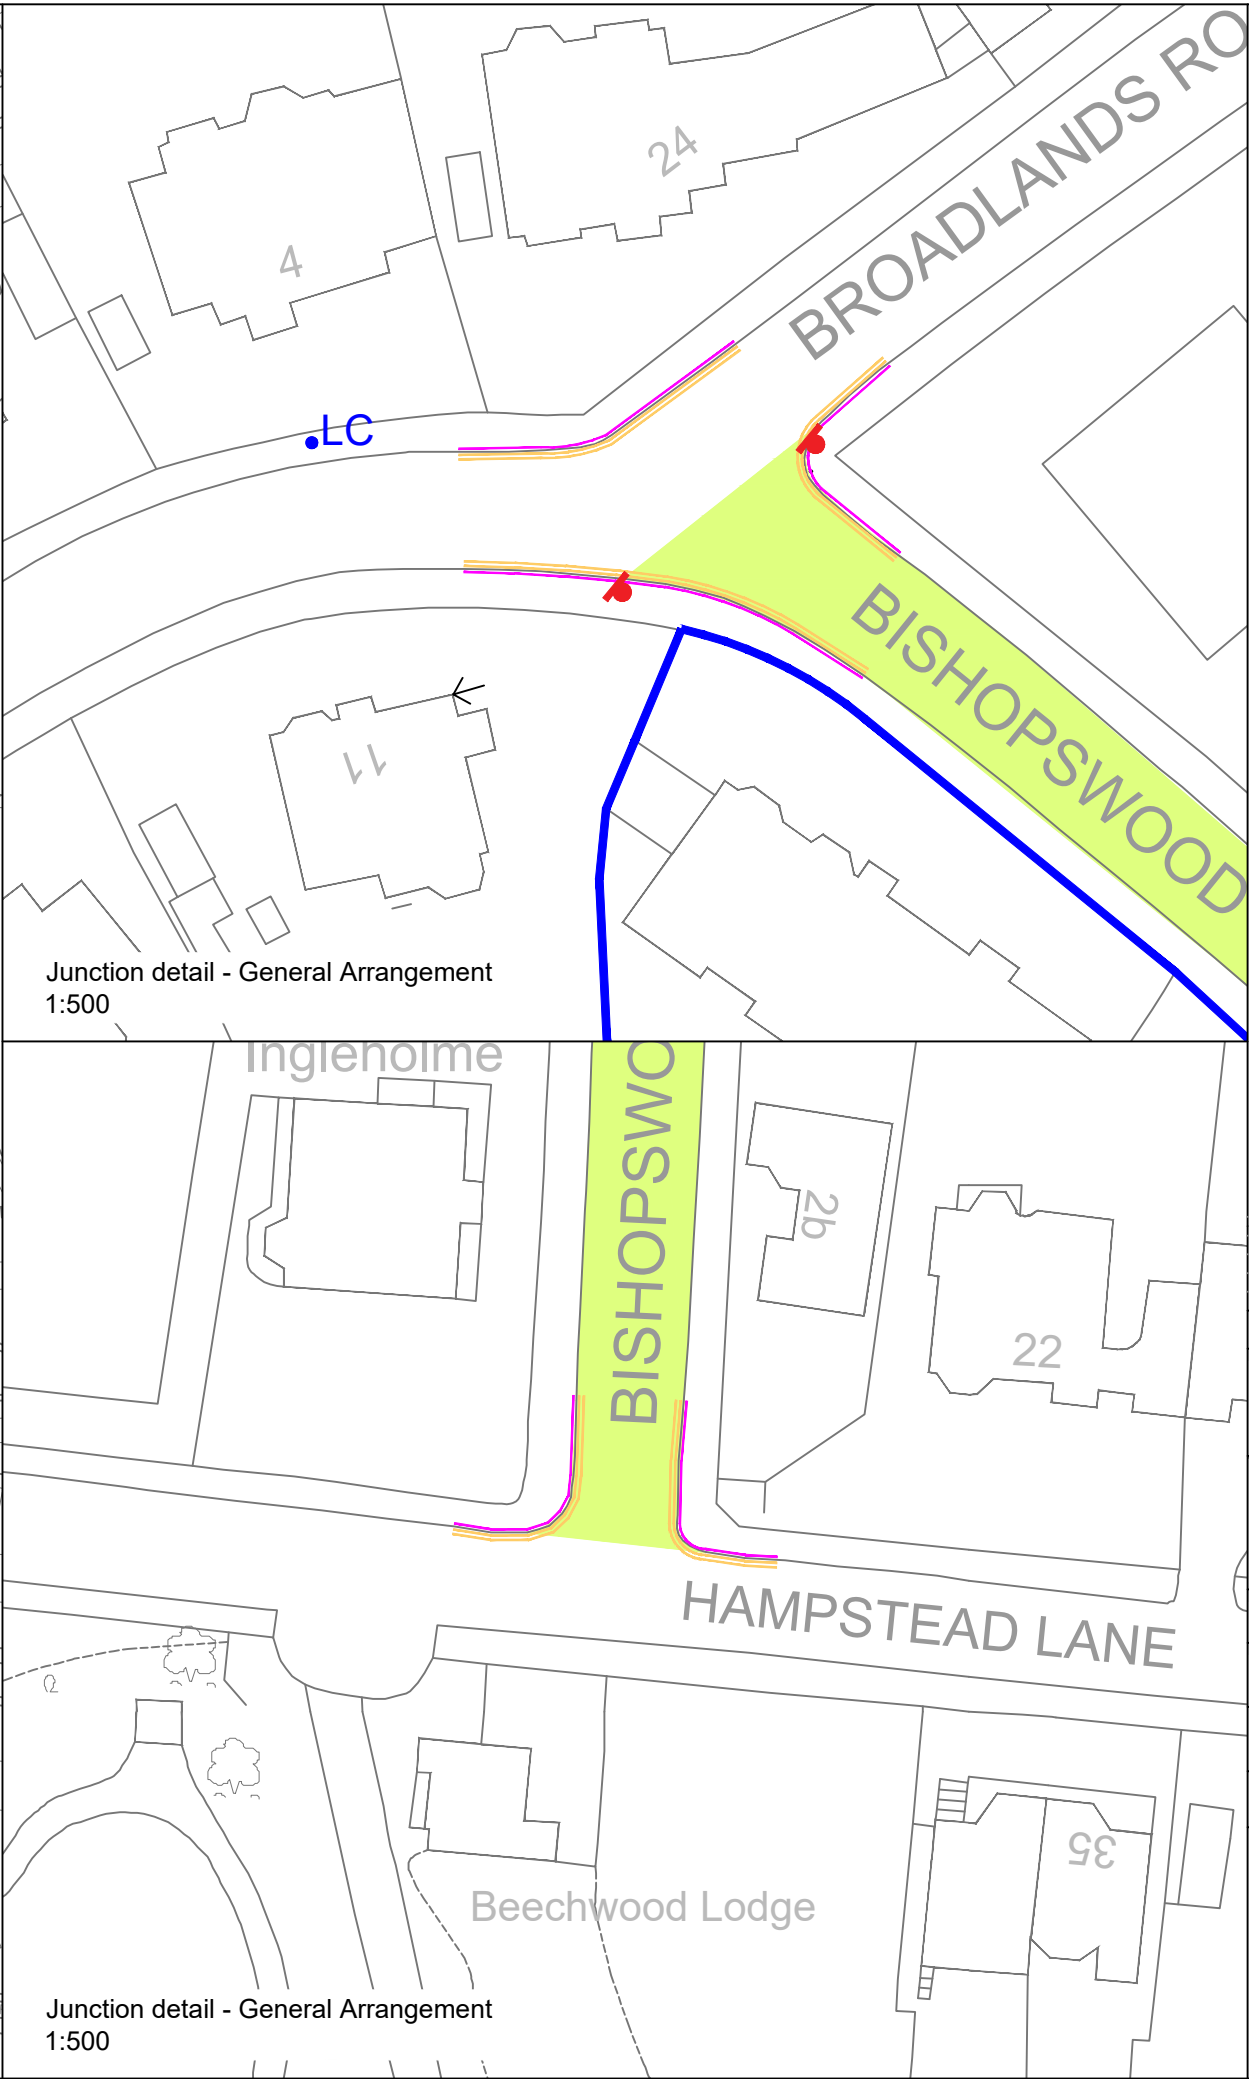 24
BROADLANDS RO
4
LC
BISHOPSWOOD
11
Junction detail - General Arrangement
1:500
Ingleholme
BISHOPSWO
2b
22
HAMPSTEAD LANE
35
Beechwood Lodge
Junction detail - General Arrangement
1:500